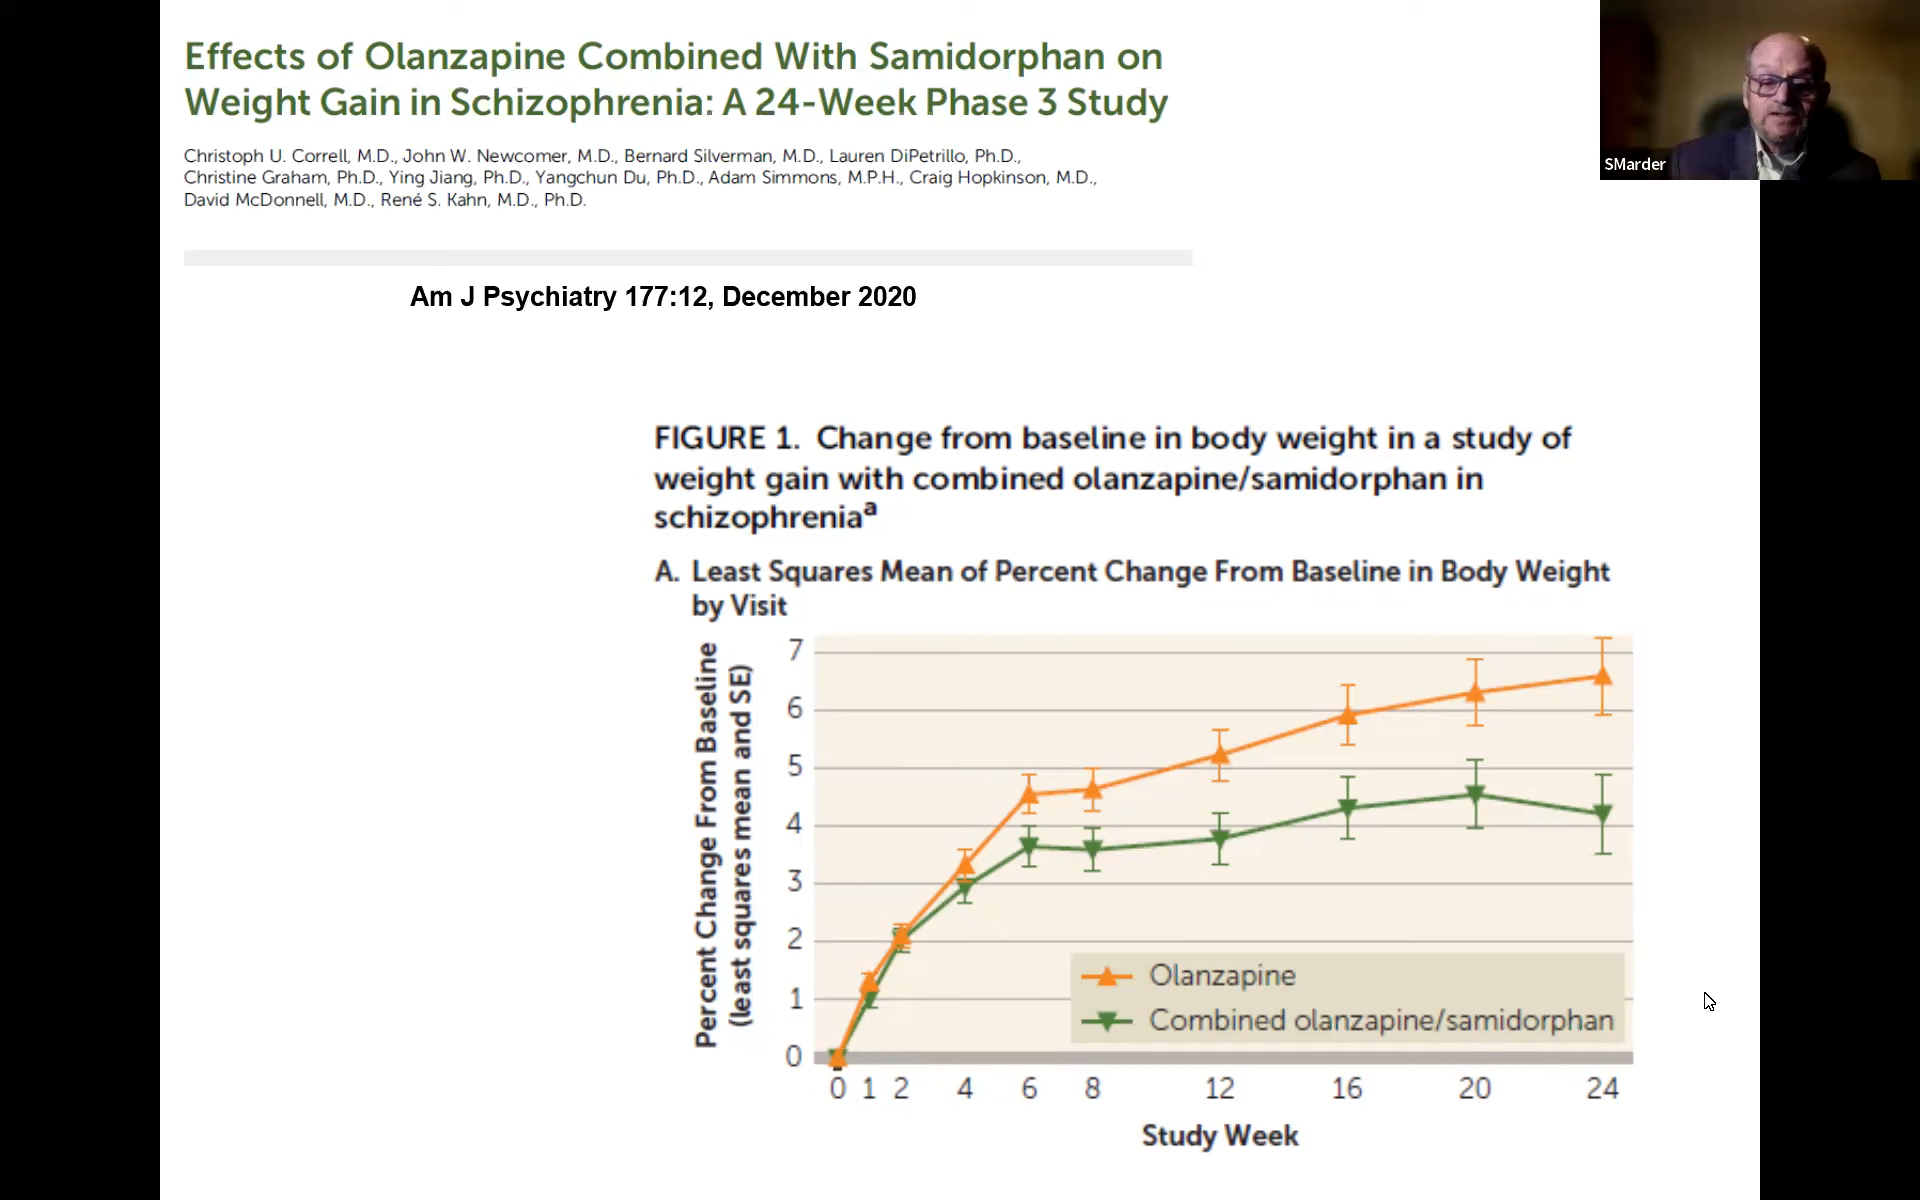 Effects of Olanzapine Combined With Samidorphan on
Weight Gain in Schizophrenia: A 24-Week Phase 3 Study
Christoph U. Correll, M.D., John W. Newcomer, M.D., Bernard Silverman, M.D., Lauren DiPetrillo, Ph.D.,
Christine Graham, Ph.D., Ying Jiang, Ph.D., Yangchun Du, Ph.D., Adam Simmons, M.P.H., Craig Hopkinson, M.D.,
David McDonnell, M.D., René S. Kahn, M.D., Ph.D.
SMarder
Am J Psychiatry 177:12, December 2020
FIGURE 1. Change from baseline in body weight in a study of
weight gain with combined olanzapine/samidorphan in
schizophreniaᵃ
A. Least Squares Mean of Percent Change From Baseline in Body Weight
by Visit
Percent Change From Baseline
(least squares mean and SE)
7
6
5
4
3
2
1
0
Olanzapine
Combined olanzapine/samidorphan
0 1 2 4 6 8 12 16 20 24
Study Week